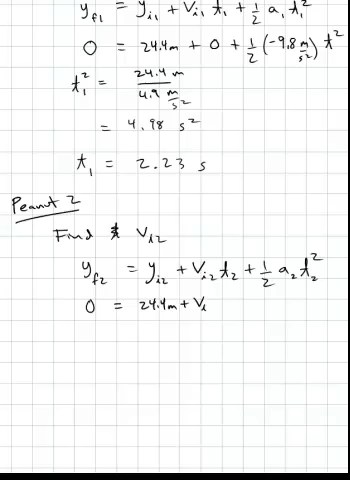 y_f1 = y_i1 + V_i1 t_1 + 1/2 a_1 t_1^2
0 = 24.4m + 0 + 1/2 (-9.8 m/s^2) t^2
t_1^2 = 24.4 m / 4.9 m/s^2
= 4.98 s^2
t_1 = 2.23 s
Peanut 2
Find V_i2
y_f2 = y_i2 + V_i2 t_2 + 1/2 a_2 t_2^2
0 = 24.4m + V_i